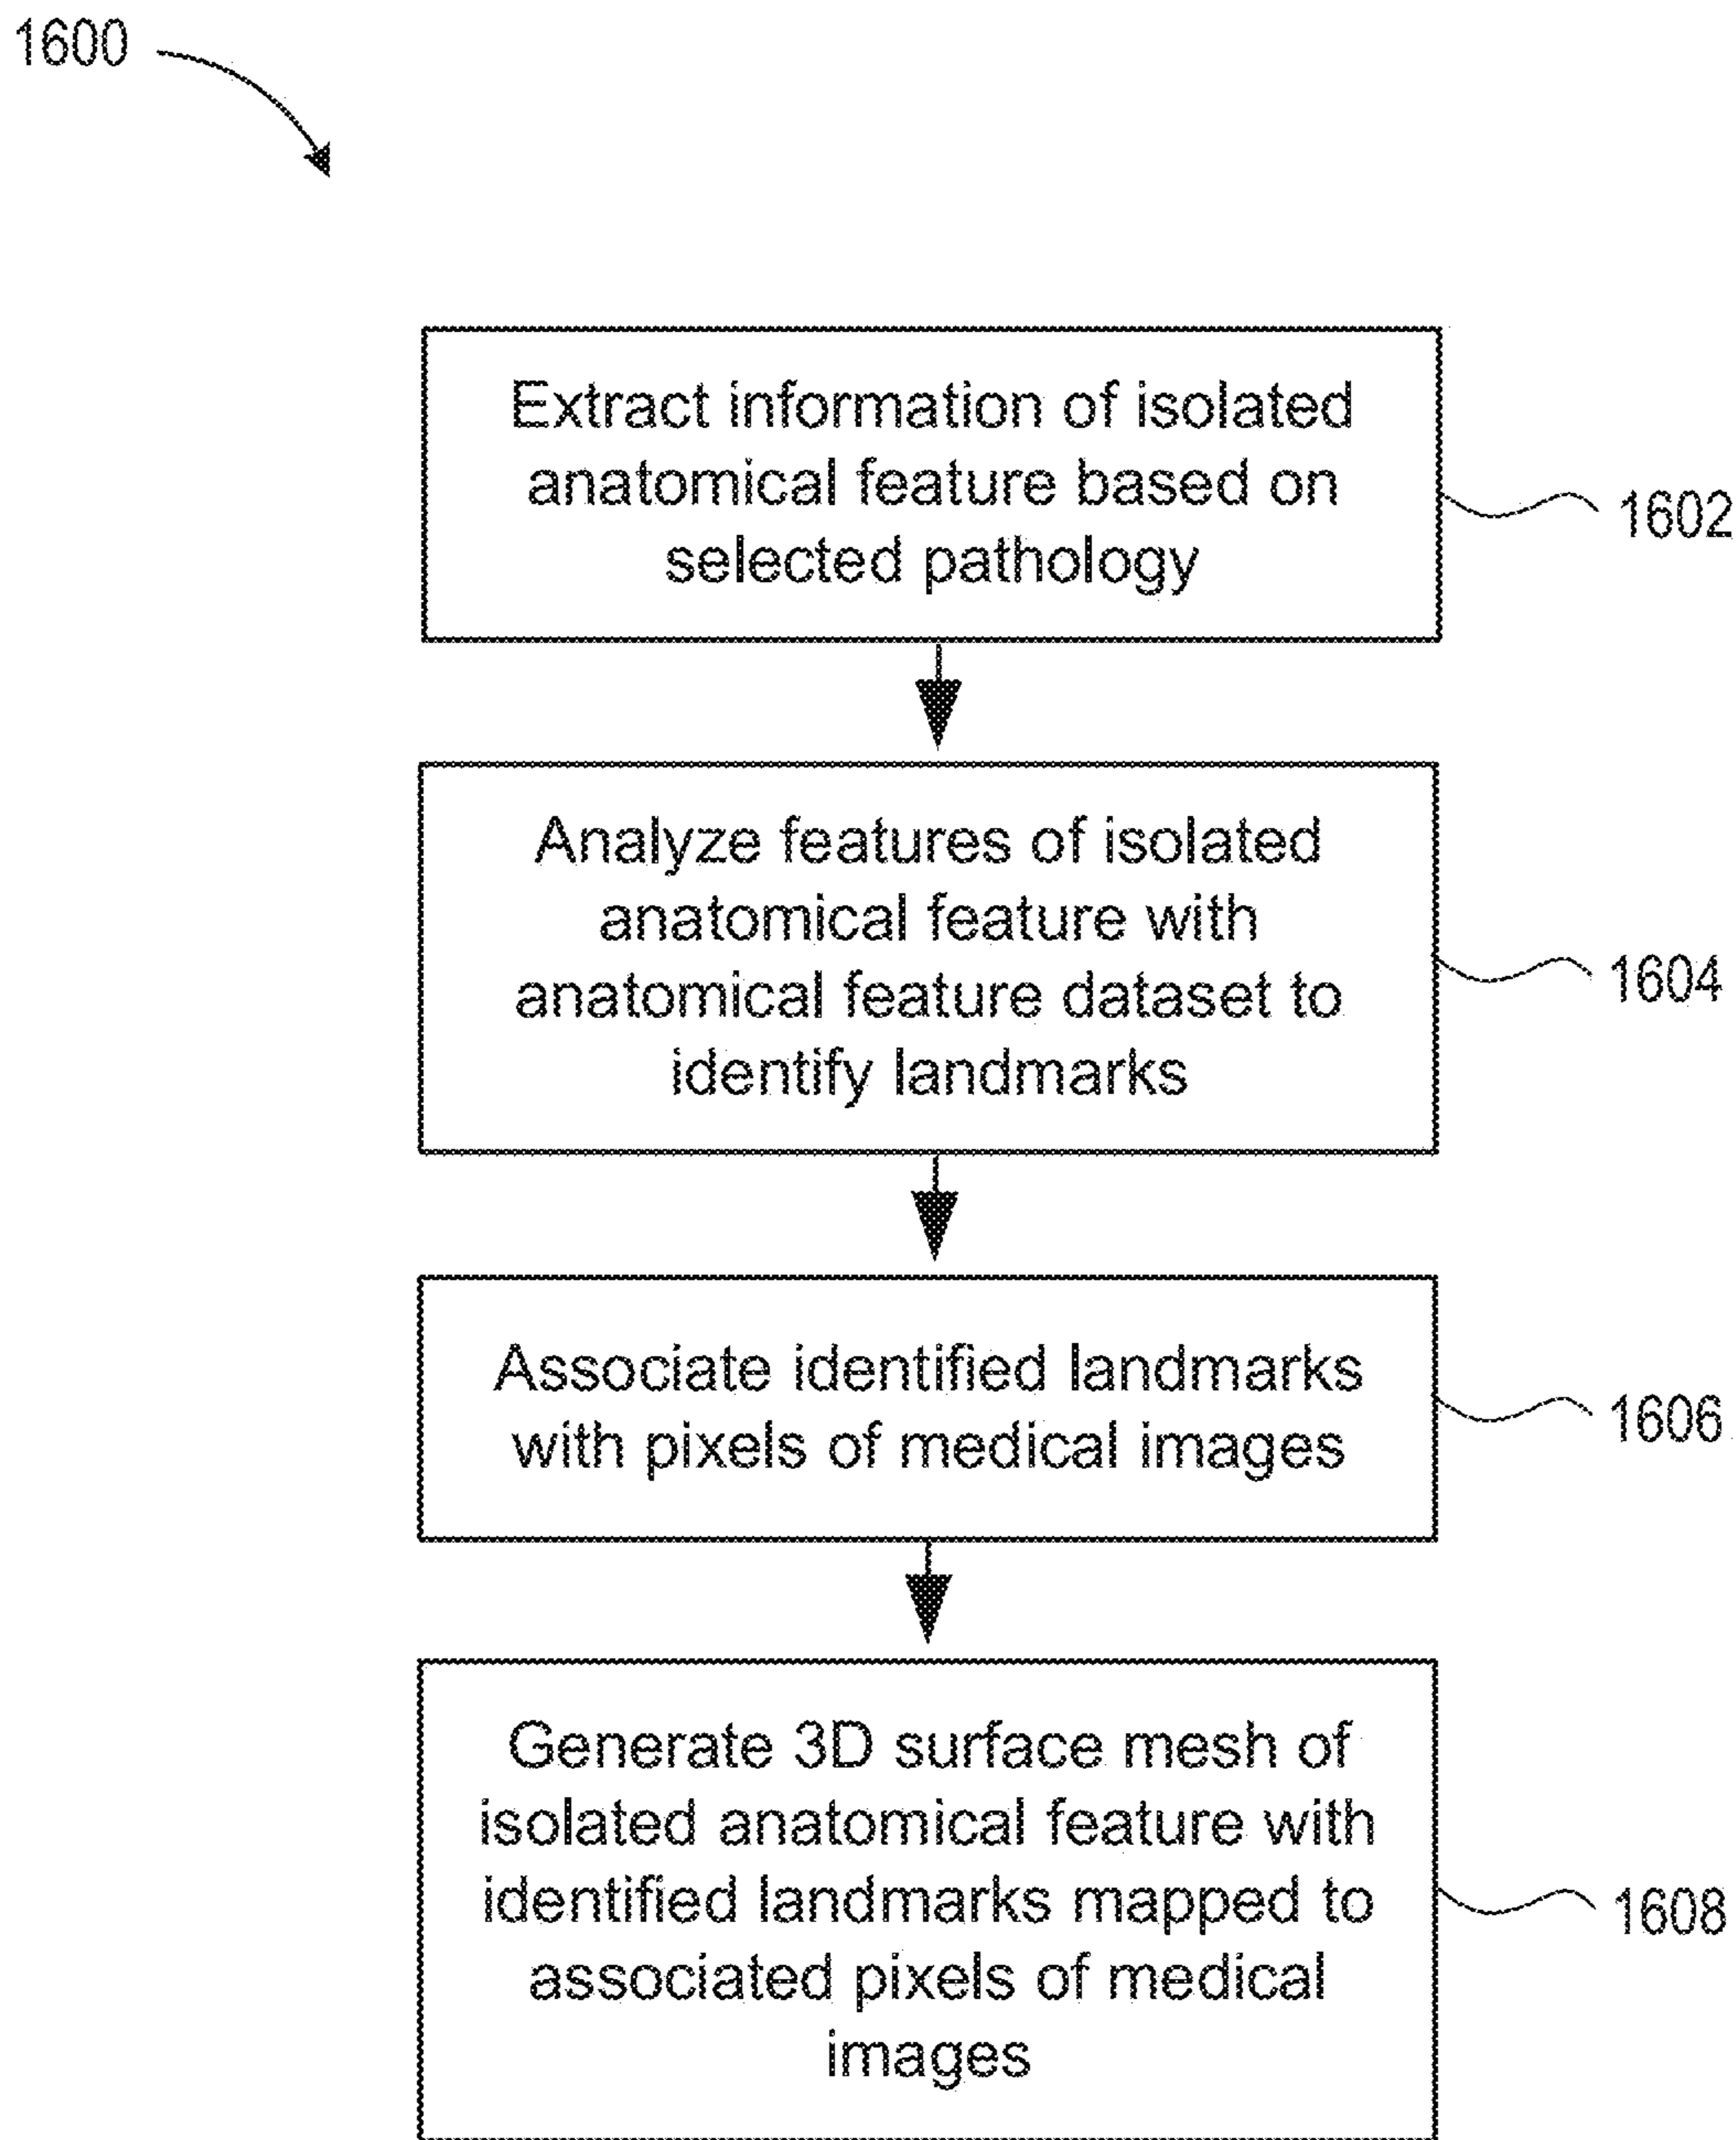 1600
Extract information of isolated
anatomical feature based on
selected pathology
1602
Analyze features of isolated
anatomical feature with
anatomical feature dataset to
identify landmarks
1604
Associate identified landmarks
with pixels of medical images
1606
Generate 3D surface mesh of
isolated anatomical feature with
identified landmarks mapped to
associated pixels of medical
images
1608